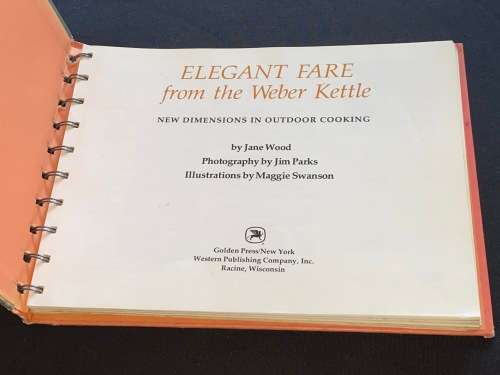 ELEGANT FARE
from the Weber Kettle
NEW DIMENSIONS IN OUTDOOR COOKING
by Jane Wood
Photography by Jim Parks
Illustrations by Maggie Swanson
Golden Press/New York
Western Publishing Company, Inc.
Racine, Wisconsin